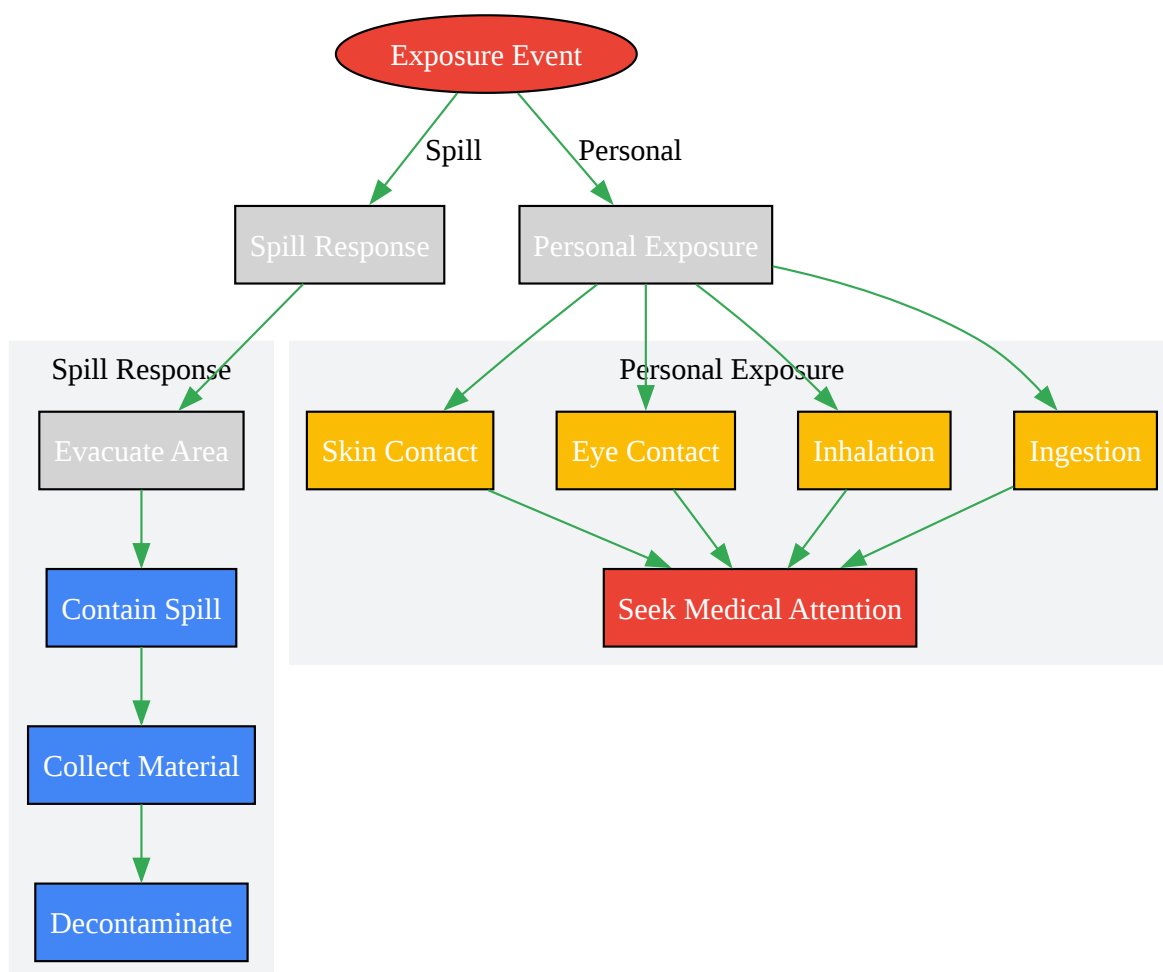 Exposure Event
Spill
Personal
Spill Response
Personal Exposure
Spill Response
Personal Exposure
Evacuate Area
Skin Contact
Eye Contact
Inhalation
Ingestion
Contain Spill
Seek Medical Attention
Collect Material
Decontaminate